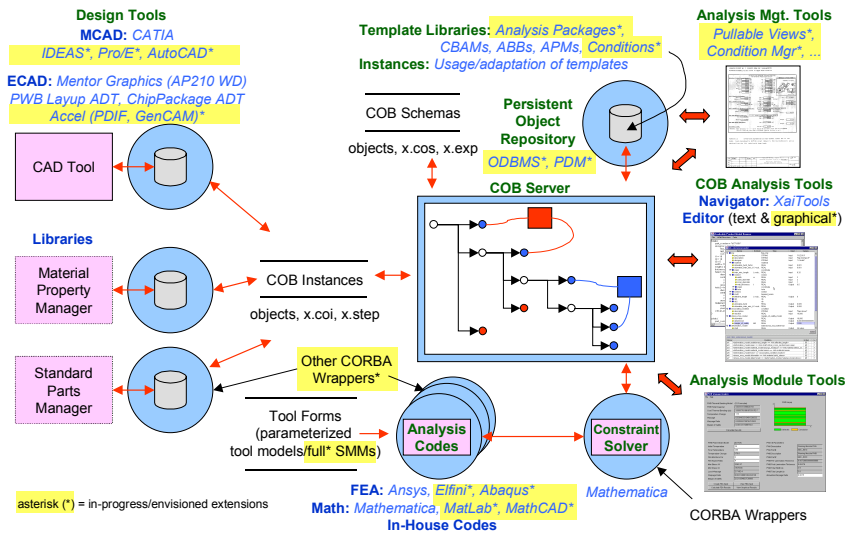 Design Tools
MCAD: CATIA
IDEAS*, Pro/E*, AutoCAD*
ECAD: Mentor Graphics (AP210 WD)
PWB Layup ADT, ChipPackage ADT
Accel (PDIF, GenCAM)*
CAD Tool
Libraries
Material
Property
Manager
Standard
Parts
Manager
Template Libraries: Analysis Packages*,
CBAMs, ABBs, APMs, Conditions*
Instances: Usage/adaptation of templates
COB Schemas
objects, x.cos, x.exp
Persistent
Object
Repository
ODBMS*, PDM*
COB Server
COB Instances
objects, x.coi, x.step
Other CORBA
Wrappers*
Tool Forms
(parameterized
tool models/full* SMMs)
Analysis
Codes
Constraint
Solver
FEA: Ansys, Elfini*, Abaqus*
Math: Mathematica, MatLab*, MathCAD*
In-House Codes
Mathematica
Analysis Mgt. Tools
Pullable Views*,
Condition Mgr*, ...
COB Analysis Tools
Navigator: XaiTools
Editor (text & graphical*)
Analysis Module Tools
CORBA Wrappers
asterisk (*) = in-progress/envisioned extensions